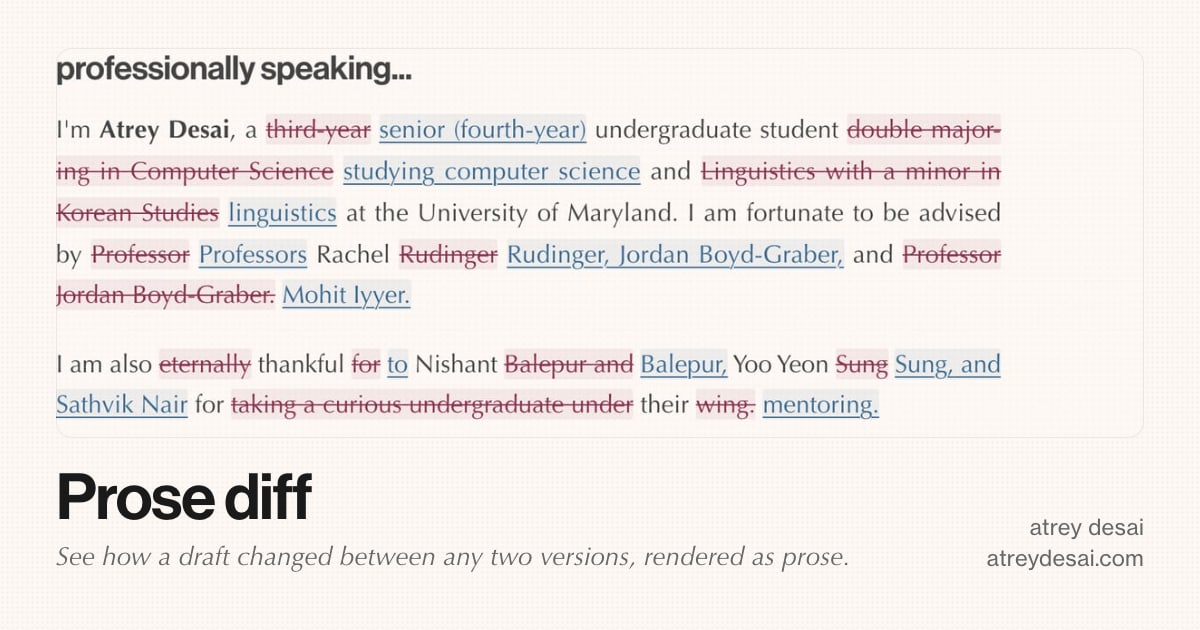 professionally speaking...
I'm Atrey Desai, a third-year senior (fourth-year) undergraduate student double major-
ing in Computer Science studying computer science and Linguistics with a minor in
Korean Studies linguistics at the University of Maryland. I am fortunate to be advised
by Professor Professors Rachel Rudinger Rudinger, Jordan Boyd-Graber, and Professor
Jordan Boyd-Graber. Mohit Iyyer.
I am also eternally thankful for to Nishant Balepur and Balepur, Yoo Yeon Sung Sung, and
Sathvik Nair for taking a curious undergraduate under their wing. mentoring.
Prose diff
See how a draft changed between any two versions, rendered as prose.
atrey desai
atreydesai.com